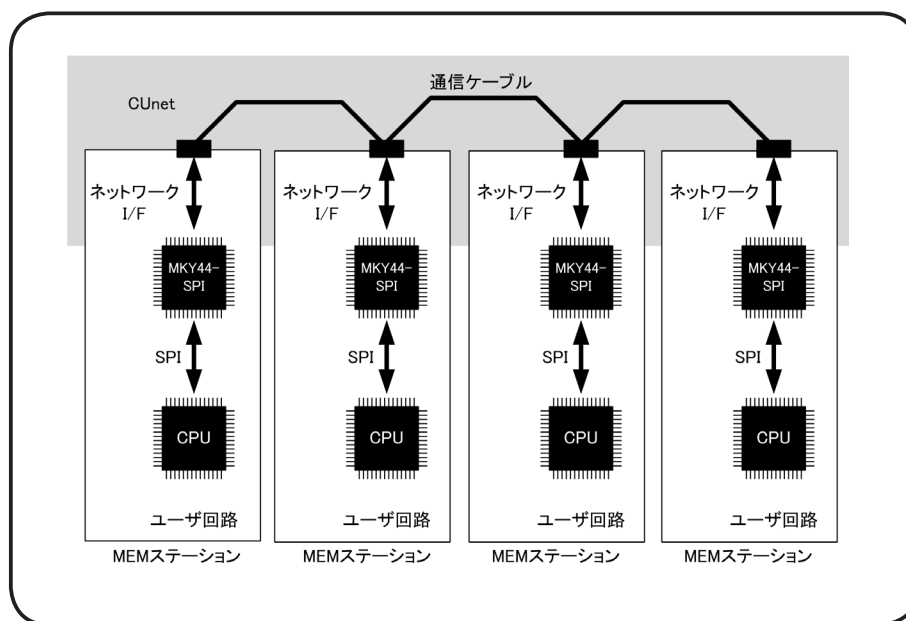 通信ケーブル
CUnet
ネットワーク
I/F
MKY44-
SPI
SPI
CPU
ユーザ回路
MEMステーション
ネットワーク
I/F
MKY44-
SPI
SPI
CPU
ユーザ回路
MEMステーション
ネットワーク
I/F
MKY44-
SPI
SPI
CPU
ユーザ回路
MEMステーション
ネットワーク
I/F
MKY44-
SPI
SPI
CPU
ユーザ回路
MEMステーション